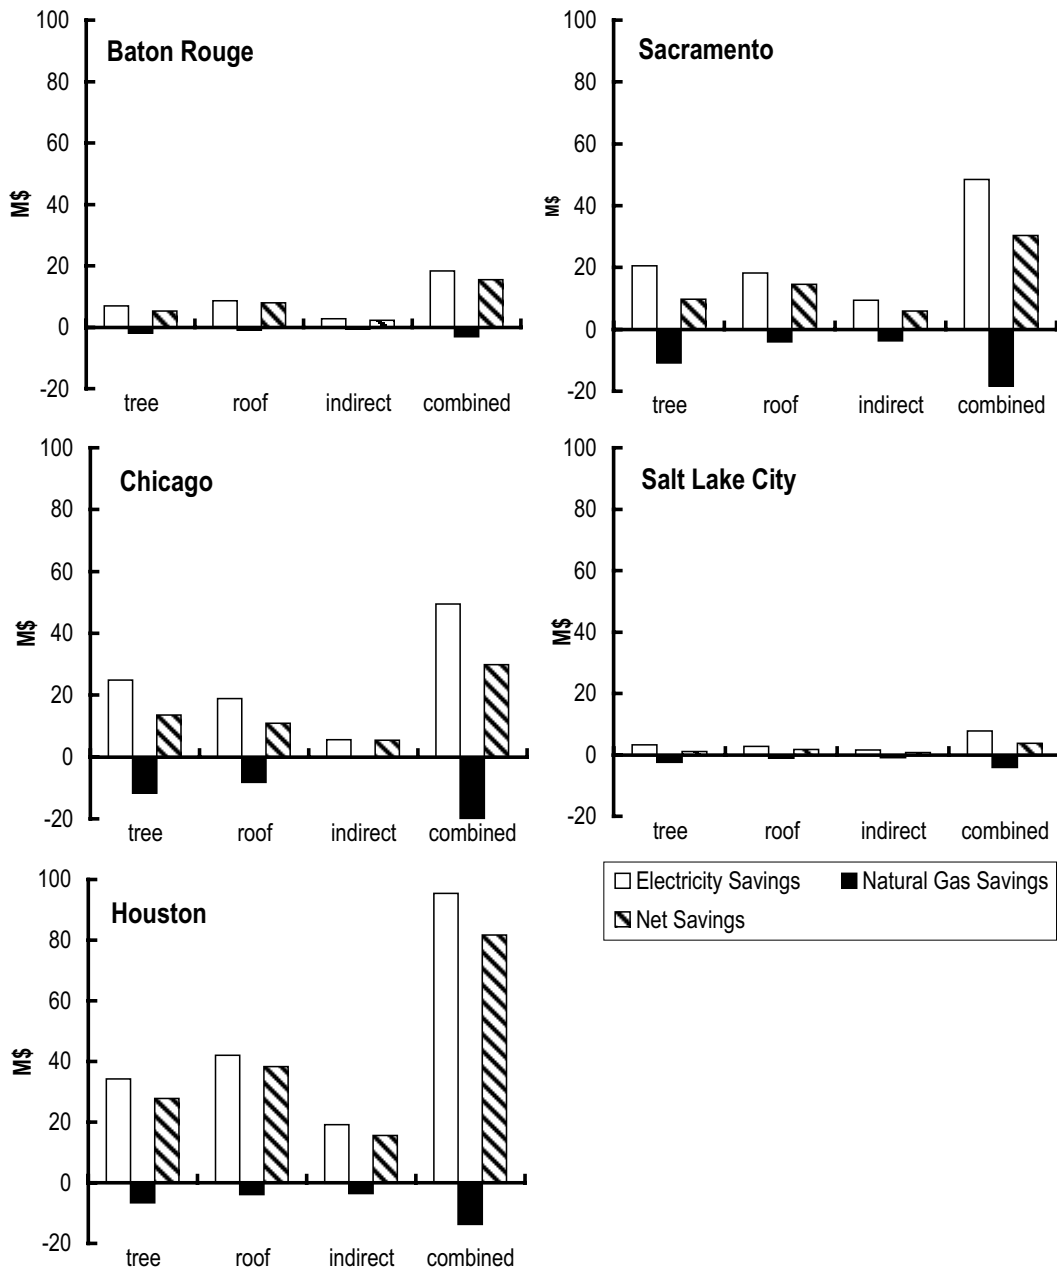 Baton Rouge
100
80
60
40
20
0
-20
M$
tree roof indirect combined
Sacramento
100
80
60
40
20
0
-20
M$
tree roof indirect combined
Chicago
100
80
60
40
20
0
-20
M$
tree roof indirect combined
Salt Lake City
100
80
60
40
20
0
-20
M$
tree roof indirect combined
Houston
100
80
60
40
20
0
-20
M$
tree roof indirect combined
Electricity Savings Natural Gas Savings
Net Savings